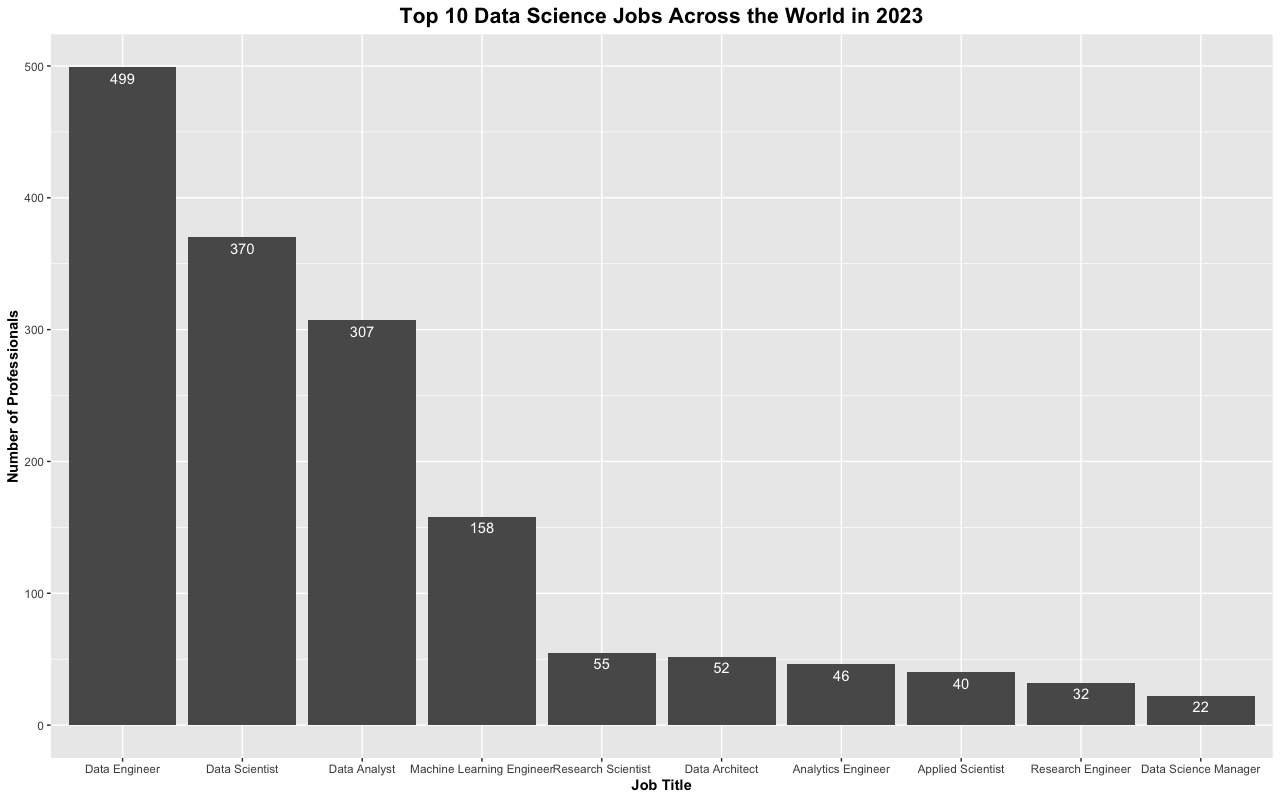 Top 10 Data Science Jobs Across the World in 2023
Number of Professionals
500
400
300
200
100
0
499
370
307
158
55
52
46
40
32
22
Data Engineer
Data Scientist
Data Analyst
Machine Learning Engineer
Research Scientist
Data Architect
Analytics Engineer
Applied Scientist
Research Engineer
Data Science Manager
Job Title